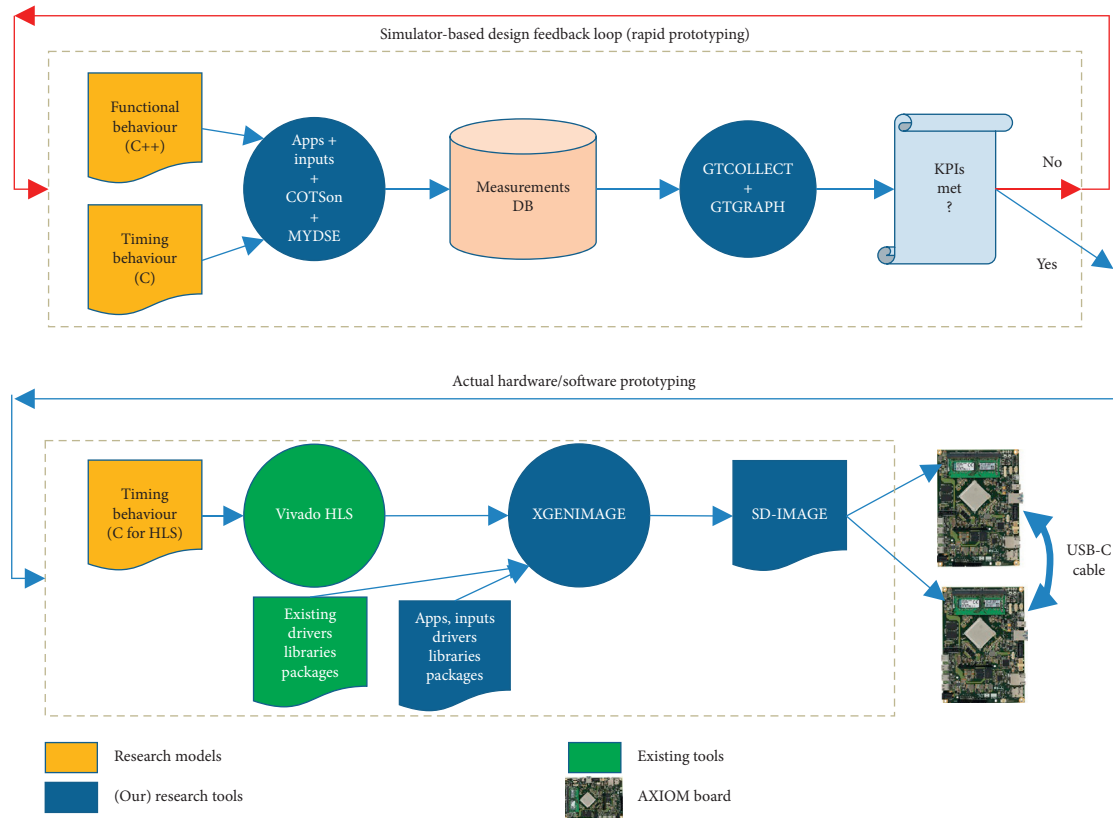 Simulator-based design feedback loop (rapid prototyping)
Functional
behaviour
(C++)
Timing
behaviour
(C)
Apps +
inputs
+
COTSon
+
MYDSE
Measurements
DB
GTCOLLECT
+
GTGRAPH
KPIs
met
?
No
Yes
Actual hardware/software prototyping
Timing
behaviour
(C for HLS)
Vivado HLS
XGENIMAGE
SD-IMAGE
USB-C
cable
Existing
drivers
libraries
packages
Apps, inputs
drivers
libraries
packages
Research models
(Our) research tools
Existing tools
AXIOM board